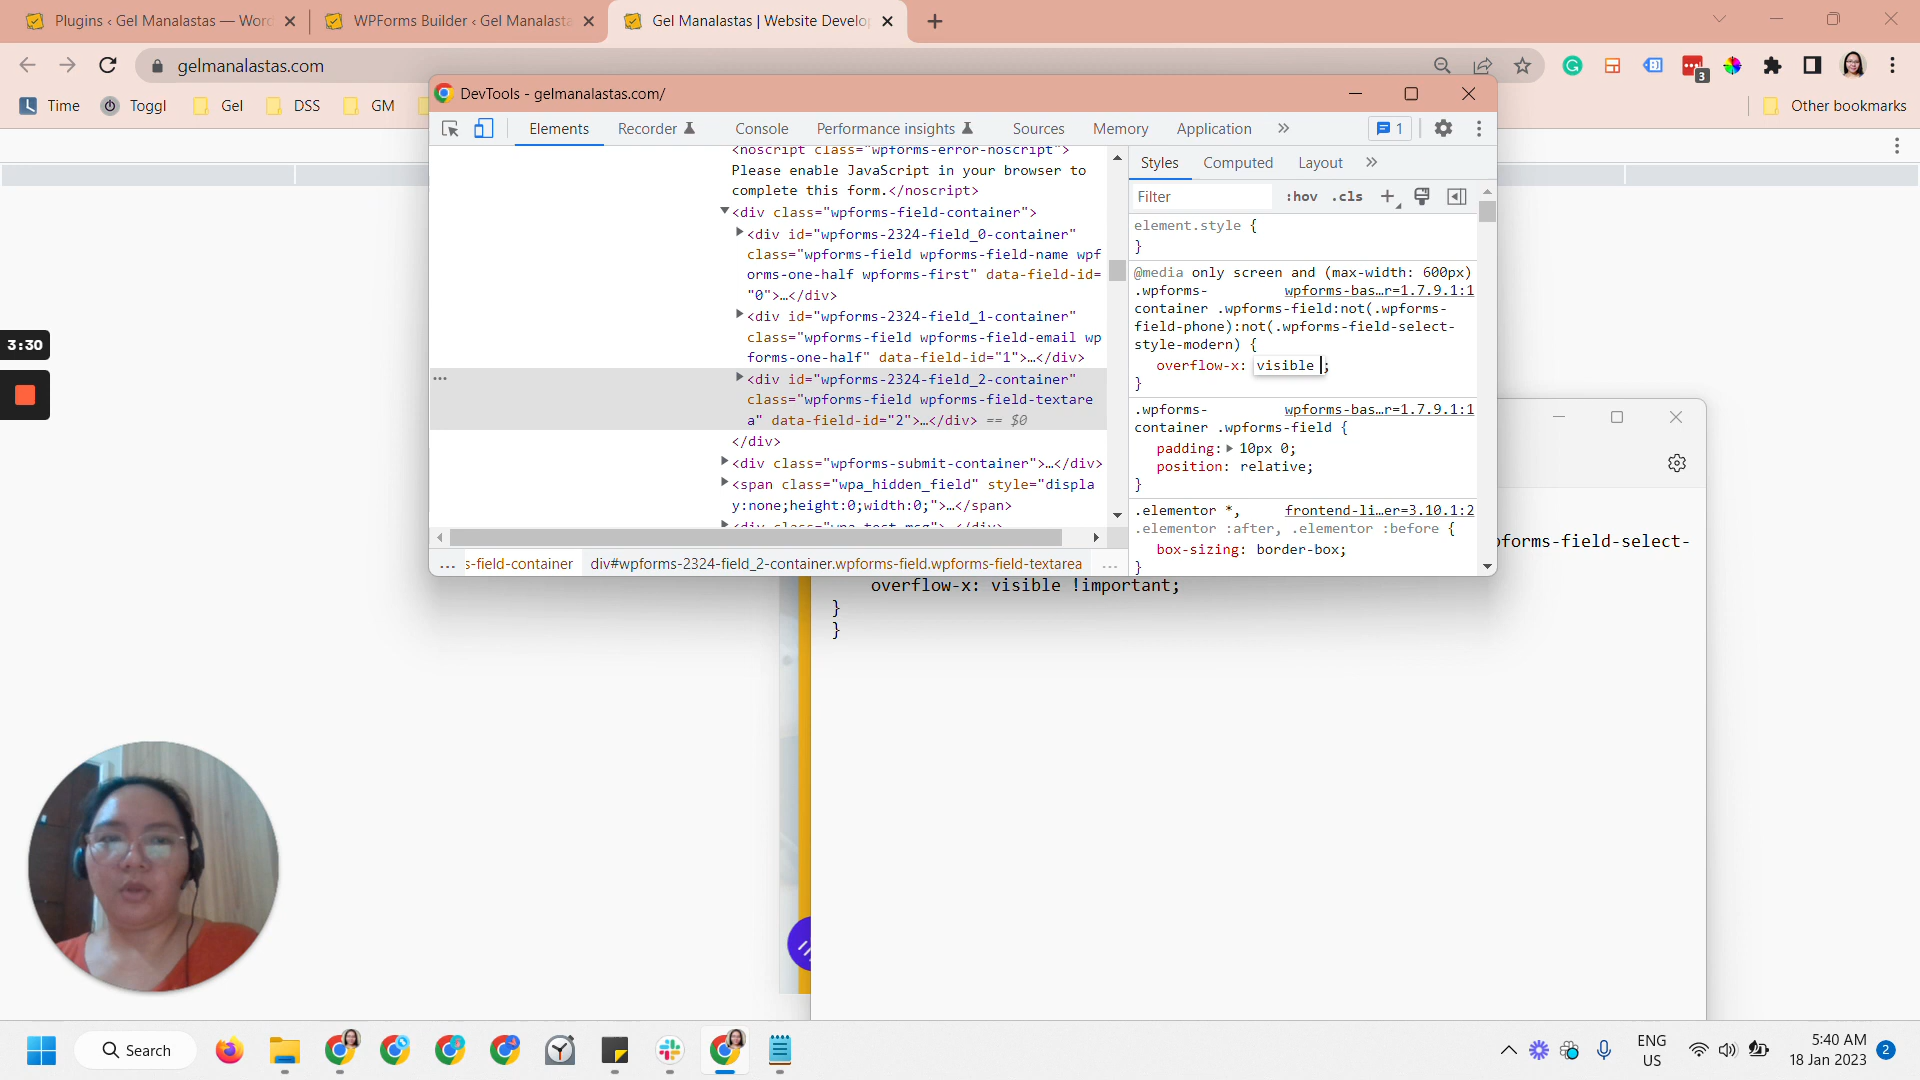 Plugins ‹ Gel Manalastas — Word
WPForms Builder ‹ Gel Manalasta
Gel Manalastas | Website Develop
gelmanalastas.com
3
Time
Toggl
Gel
DSS
GM
Other bookmarks
DevTools - gelmanalastas.com/
Elements
Recorder
Console
Performance insights
Sources
Memory
Application
1
<noscript class="wpforms-error-noscript">
Please enable JavaScript in your browser to
complete this form.</noscript>
<div class="wpforms-field-container">
<div id="wpforms-2324-field_0-container"
class="wpforms-field wpforms-field-name wpf
orms-one-half wpforms-first" data-field-id=
"0">…</div>
<div id="wpforms-2324-field_1-container"
class="wpforms-field wpforms-field-email wp
forms-one-half" data-field-id="1">…</div>
<div id="wpforms-2324-field_2-container"
class="wpforms-field wpforms-field-textare
a" data-field-id="2">…</div> == $0
</div>
<div class="wpforms-submit-container">…</div>
<span class="wpa_hidden_field" style="displa
y:none;height:0;width:0;">…</span>
<div class="wpa-test-msg">…</div>
... s-field-container div#wpforms-2324-field_2-container.wpforms-field.wpforms-field-textarea ...
Styles
Computed
Layout
Filter
:hov .cls
element.style {
}
@media only screen and (max-width: 600px)
.wpforms- wpforms-bas…r=1.7.9.1:1
container .wpforms-field:not(.wpforms-
field-phone):not(.wpforms-field-select-
style-modern) {
overflow-x: visible ;
}
.wpforms- wpforms-bas…r=1.7.9.1:1
container .wpforms-field {
padding: 10px 0;
position: relative;
}
.elementor *, frontend-li…er=3.10.1:2
.elementor :after, .elementor :before {
box-sizing: border-box;
}
3:30
pforms-field-select-
overflow-x: visible !important;
}
}
Search
ENG
US
5:40 AM
18 Jan 2023
2